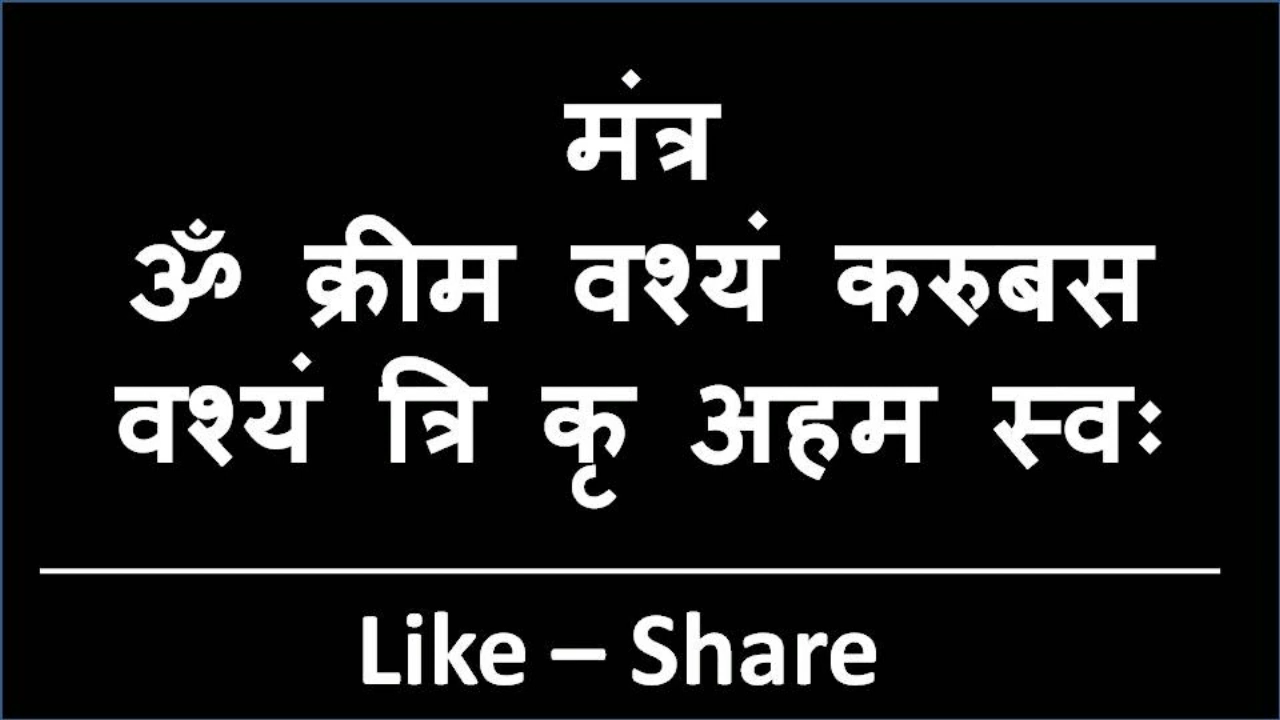 मंत्र
ॐ क्रीम वश्यं करुबस
वश्यं त्रि कृ अहम स्वः
Like – Share